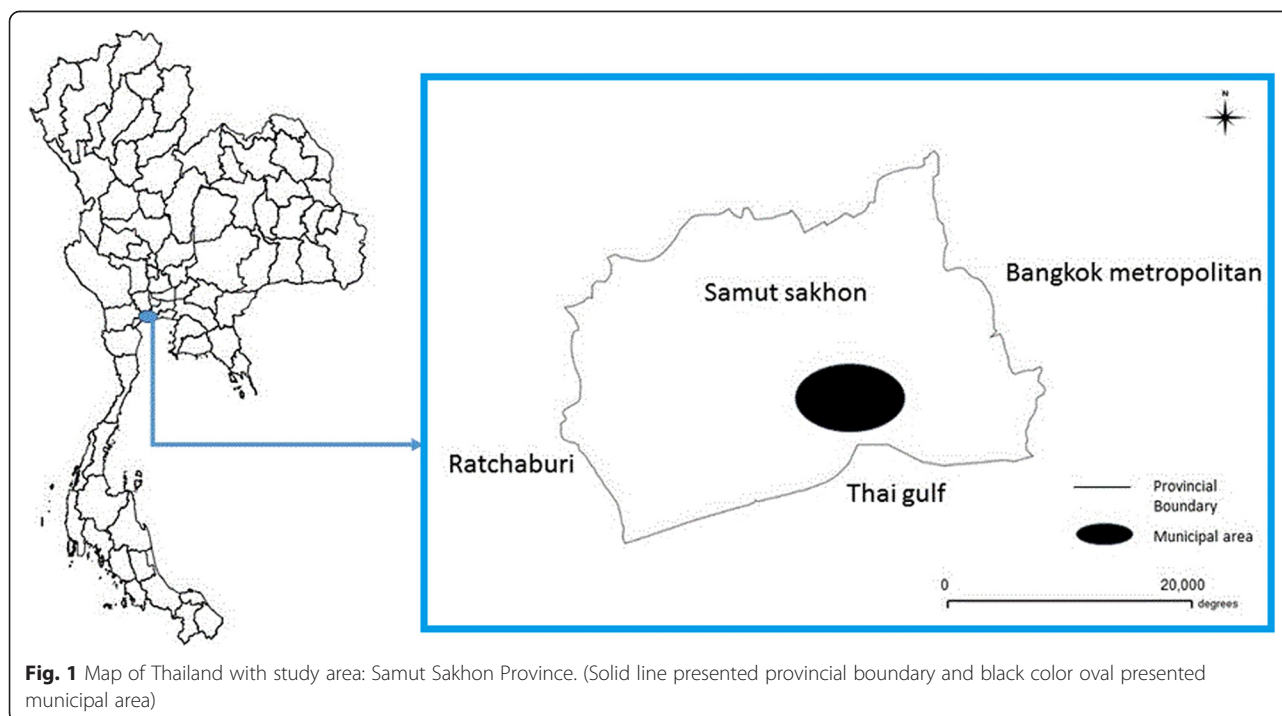 N
Bangkok metropolitan
Samut sakhon
Ratchaburi
Thai gulf
Provincial
Boundary
Municipal area
0 20,000
degrees
Fig. 1 Map of Thailand with study area: Samut Sakhon Province. (Solid line presented provincial boundary and black color oval presented
municipal area)